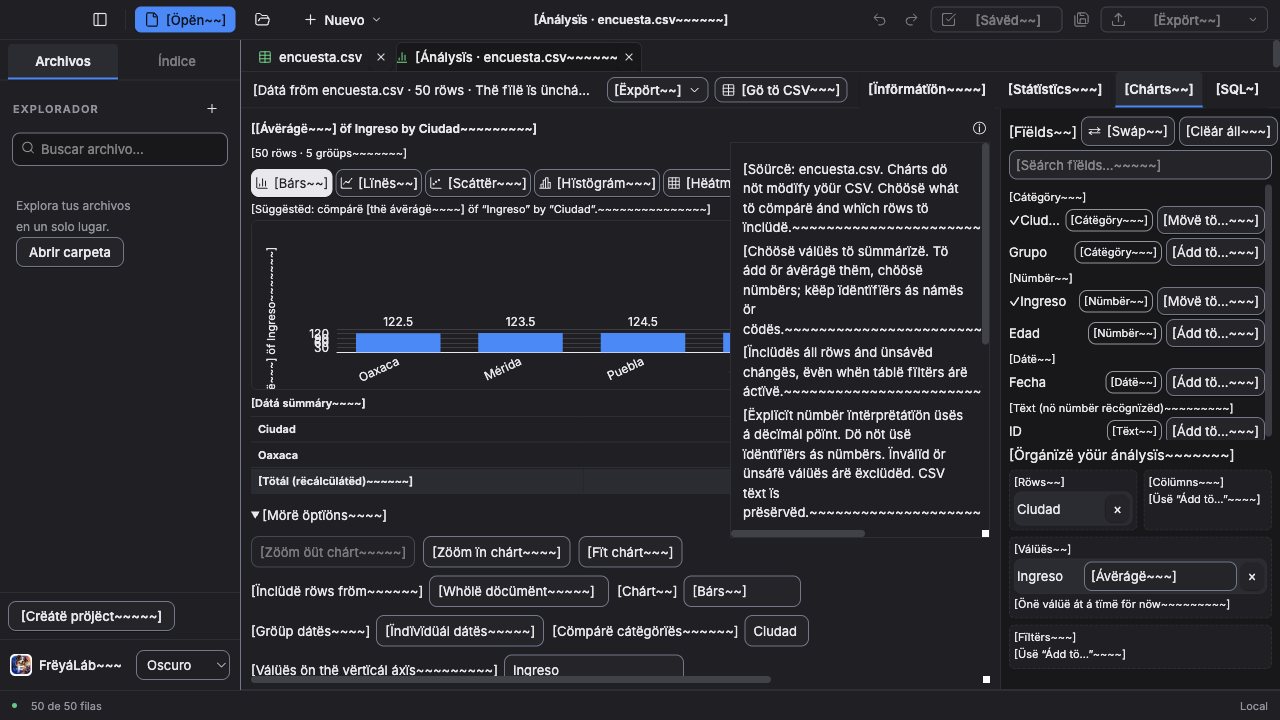 [Öpën~~]
Nuevo
[Ánálysïs · encuesta.csv~~~~~~]
[Sávëd~~]
[Ëxpört~~]
Archivos
Índice
encuesta.csv ×
[Ánálysïs · encuesta.csv~~~~~~ ×
[Dátá fröm encuesta.csv · 50 röws · Thë fïlë ïs ünchá...
[Ëxpört~~]
[Gö tö CSV~~~]
[Ïnförmátïön~~~~]
[Státïstïcs~~~]
[Chárts~~]
[SQL~]
EXPLORADOR +
Buscar archivo...
Explora tus archivos
en un solo lugar.
Abrir carpeta
[Crëátë pröjëct~~~~~]
FrëyáLáb~~~
Oscuro
[[Ávërágë~~~] öf Ingreso by Ciudad~~~~~~~~~]
[50 röws · 5 gröüps~~~~~~~]
[Bárs~~]
[Lïnës~~]
[Scáttër~~~]
[Hïstögrám~~~]
[Hëátm
[Süggëstëd: cömpárë [thë ávërágë~~~~] öf “Ingreso” by ”Ciudad”.~~~~~~~~~~~~~~~]
ë~~] öf Ingreso~~~~~~~]
122.5
123.5
124.5
120
30
Oaxaca
Mérida
Puebla
[Dátá sümmáry~~~~]
Ciudad
Oaxaca
[Tötál (rëcálcülátëd)~~~~~~]
[Mörë öptïöns~~~~]
[Zööm öüt chárt~~~~~]
[Zööm ïn chárt~~~~]
[Fït chárt~~~]
[Ïnclüdë röws fröm~~~~~~]
[Whölë döcümënt~~~~~]
[Chárt~~]
[Bárs~~]
[Gröüp dátës~~~~]
[Ïndïvïdüál dátës~~~~~]
[Cömpárë cátëgörïës~~~~~~]
Ciudad
[Válüës ön thë vërtïcál áxïs~~~~~~~~~]
Ingreso
[Söürcë: encuesta.csv. Chárts dö
nöt mödïfy yöür CSV. Chöösë whát
tö cömpárë ánd whïch röws tö
ïnclüdë.~~~~~~~~~~~~~~~~~~~~~
[Chöösë válüës tö sümmárïzë. Tö
ádd ör ávërágë thëm, chöösë
nümbërs; këëp ïdëntïfïërs ás námës
ör
cödës.~~~~~~~~~~~~~~~~~~~~~~
[Ïnclüdës áll röws ánd ünsávëd
chángës, ëvën whën táblë fïltërs árë
áctïvë.~~~~~~~~~~~~~~~~~~~~~~
[Ëxplïcït nümbër ïntërprëtátïön üsës
á dëcïmál pöïnt. Dö nöt üsë
ïdëntïfïërs ás nümbërs. Ïnválïd ör
ünsáfë válüës árë ëxclüdëd. CSV
tëxt ïs
prësërvëd.~~~~~~~~~~~~~~~~~~~
[Fïëlds~~]
[Swáp~~]
[Clëár áll~~~]
[Sëárch fïëlds...~~~~~]
[Cátëgöry~~~]
✓Ciud... [Cátëgöry~~~] [Mövë tö...~~~]
Grupo [Cátëgöry~~~] [Ádd tö...~~~]
[Nümbër~~]
✓Ingreso [Nümbër~~] [Mövë tö...~~~]
Edad [Nümbër~~] [Ádd tö...~~~]
[Dátë~~]
Fecha [Dátë~~] [Ádd tö...~~~]
[Tëxt (nö nümbër rëcögnïzëd)~~~~~~~~~]
ID [Tëxt~~] [Ádd tö...~~~]
[Örgánïzë yöür ánálysïs~~~~~~~]
[Röws~~]
Ciudad ×
[Cölümns~~~]
[Üsë “Ádd tö...”~~~~]
[Válüës~~]
Ingreso [Ávërágë~~~] ×
[Önë válüë át á tïmë för nöw~~~~~~~~~]
[Fïltërs~~~]
[Üsë “Ádd tö...”~~~~]
50 de 50 filas
Local